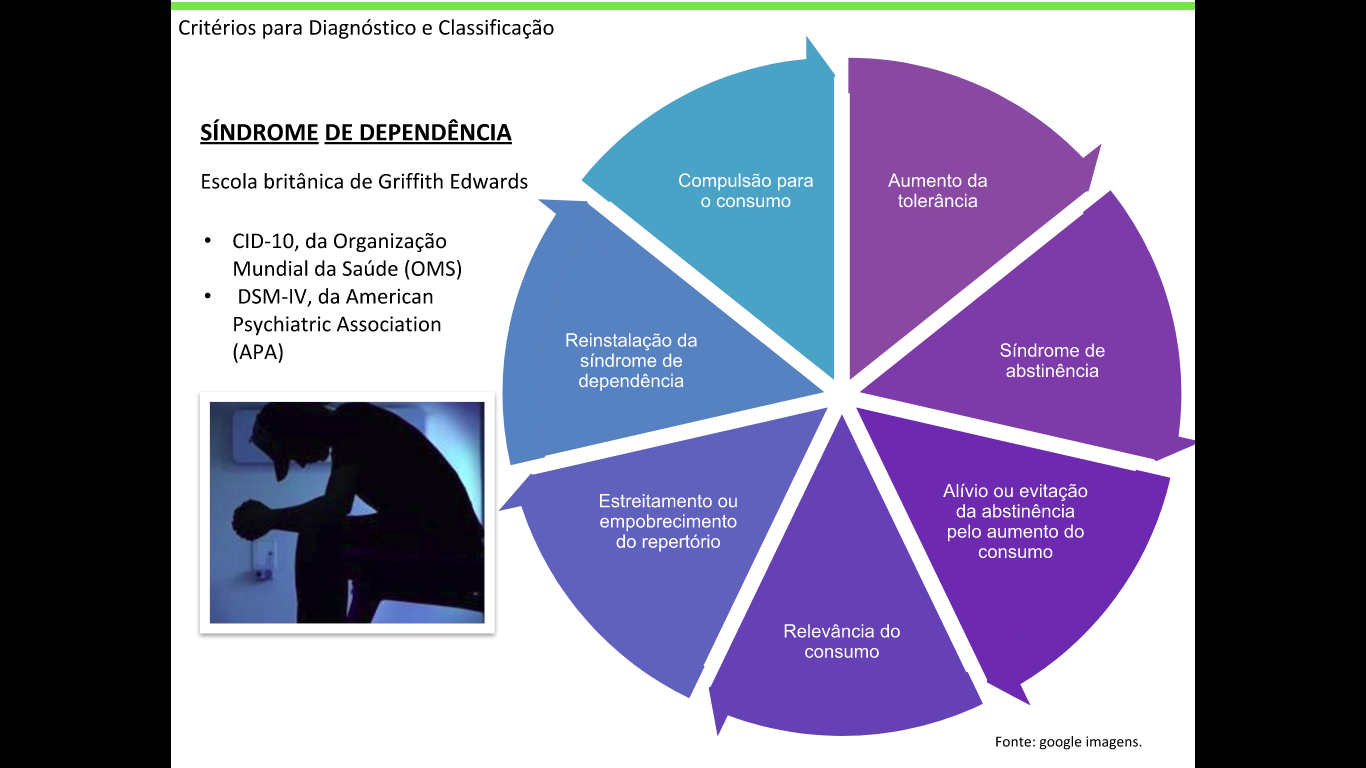 Critérios para Diagnóstico e Classificação
SÍNDROME DE DEPENDÊNCIA
Escola britânica de Griffith Edwards
• CID-10, da Organização
Mundial da Saúde (OMS)
• DSM-IV, da American
Psychiatric Association
(APA)
Compulsão para
o consumo
Aumento da
tolerância
Síndrome de
abstinência
Alívio ou evitação
da abstinência
pelo aumento do
consumo
Relevância do
consumo
Estreitamento ou
empobrecimento
do repertório
Reinstalação da
síndrome de
dependência
Fonte: google imagens.